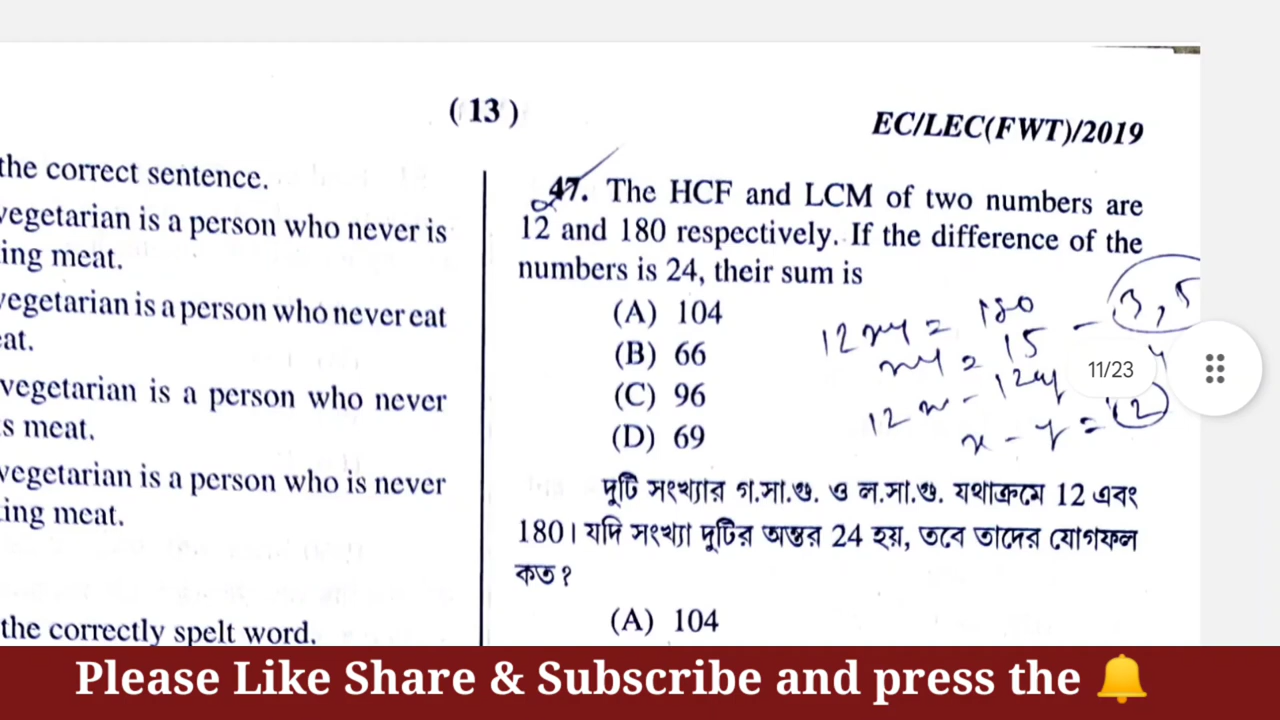 ( 13 )
EC/LEC(FWT)/2019
the correct sentence.
vegetarian is a person who never is
ing meat.
vegetarian is a person who never eat
at.
vegetarian is a person who never
s meat.
vegetarian is a person who is never
ing meat.
the correctly spelt word.
47. The HCF and LCM of two numbers are
12 and 180 respectively. If the difference of the
numbers is 24, their sum is
(A) 104
(B) 66
(C) 96
(D) 69
12xy = 180
xy = 15 - 3, 5
12x - 12y
x - y = 2
11/23
দুটি সংখ্যার গ.সা.গু. ও ল.সা.গু. যথাক্রমে 12 এবং
180। যদি সংখ্যা দুটির অন্তর 24 হয়, তবে তাদের যোগফল
কত ?
(A) 104
Please Like Share & Subscribe and press the